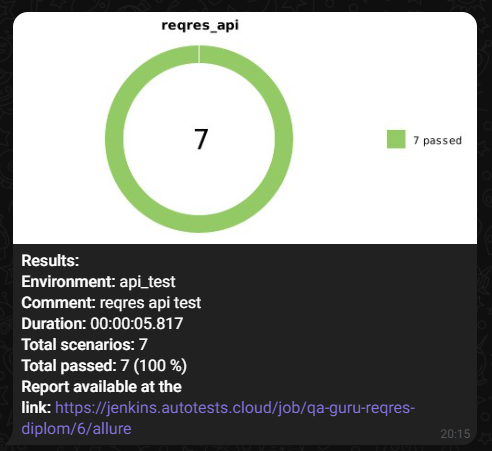 reqres_api
7
7 passed
Results:
Environment: api_test
Comment: reqres api test
Duration: 00:00:05.817
Total scenarios: 7
Total passed: 7 (100 %)
Report available at the
link: https://jenkins.autotests.cloud/job/qa-guru-reqres-
diplom/6/allure
20:15